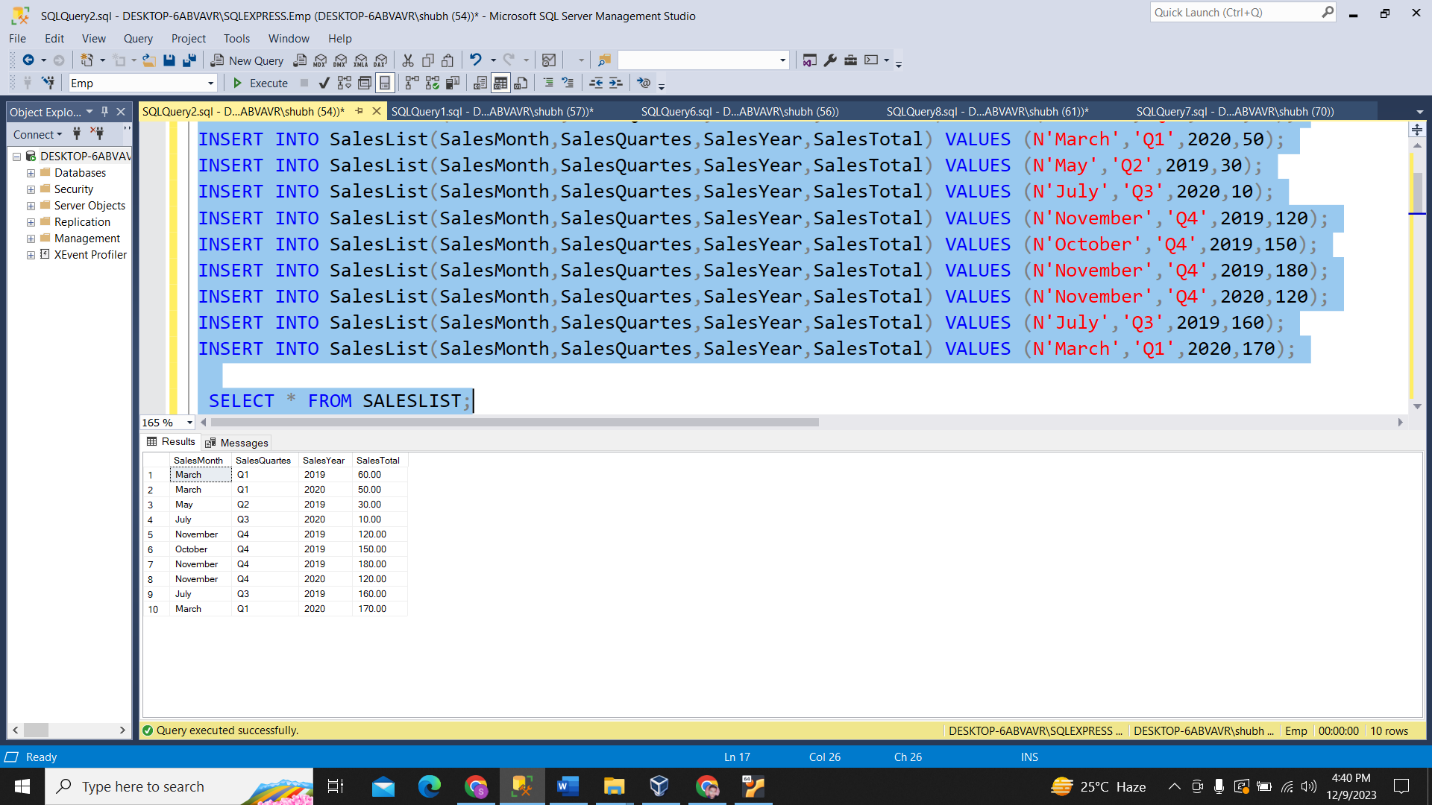 SQLQuery2.sql - DESKTOP-6ABVAVR\SQLEXPRESS.Emp (DESKTOP-6ABVAVR\shubh (54))* - Microsoft SQL Server Management Studio
Quick Launch (Ctrl+Q)
File Edit View Query Project Tools Window Help
New Query
Emp Execute
Object Explo... SQLQuery2.sql - D...ABVAVR\shubh (54))* SQLQuery1.sql - D...ABVAVR\shubh (57))* SQLQuery6.sql - D...ABVAVR\shubh (56)) SQLQuery8.sql - D...ABVAVR\shubh (61))* SQLQuery7.sql - D...ABVAVR\shubh (70))
Connect
DESKTOP-6ABVAV
Databases
Security
Server Objects
Replication
Management
XEvent Profiler
INSERT INTO SalesList(SalesMonth,SalesQuartes,SalesYear,SalesTotal) VALUES (N'March','Q1',2020,50);
INSERT INTO SalesList(SalesMonth,SalesQuartes,SalesYear,SalesTotal) VALUES (N'May','Q2',2019,30);
INSERT INTO SalesList(SalesMonth,SalesQuartes,SalesYear,SalesTotal) VALUES (N'July','Q3',2020,10);
INSERT INTO SalesList(SalesMonth,SalesQuartes,SalesYear,SalesTotal) VALUES (N'November','Q4',2019,120);
INSERT INTO SalesList(SalesMonth,SalesQuartes,SalesYear,SalesTotal) VALUES (N'October','Q4',2019,150);
INSERT INTO SalesList(SalesMonth,SalesQuartes,SalesYear,SalesTotal) VALUES (N'November','Q4',2019,180);
INSERT INTO SalesList(SalesMonth,SalesQuartes,SalesYear,SalesTotal) VALUES (N'November','Q4',2020,120);
INSERT INTO SalesList(SalesMonth,SalesQuartes,SalesYear,SalesTotal) VALUES (N'July','Q3',2019,160);
INSERT INTO SalesList(SalesMonth,SalesQuartes,SalesYear,SalesTotal) VALUES (N'March','Q1',2020,170);
SELECT * FROM SALESLIST;
165 %
Results Messages
SalesMonth SalesQuartes SalesYear SalesTotal
1 March Q1 2019 60.00
2 March Q1 2020 50.00
3 May Q2 2019 30.00
4 July Q3 2020 10.00
5 November Q4 2019 120.00
6 October Q4 2019 150.00
7 November Q4 2019 180.00
8 November Q4 2020 120.00
9 July Q3 2019 160.00
10 March Q1 2020 170.00
Query executed successfully. DESKTOP-6ABVAVR\SQLEXPRESS ... DESKTOP-6ABVAVR\shubh ... Emp 00:00:00 10 rows
Ready Ln 17 Col 26 Ch 26 INS
Type here to search 25°C Haze 4:40 PM
12/9/2023